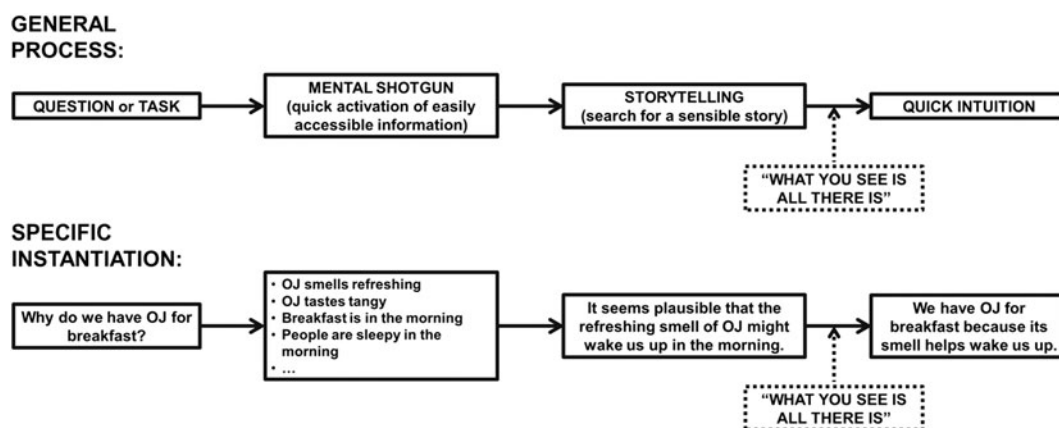 GENERAL
PROCESS:
QUESTION or TASK
MENTAL SHOTGUN
(quick activation of easily
accessible information)
STORYTELLING
(search for a sensible story)
QUICK INTUITION
“WHAT YOU SEE IS
ALL THERE IS”
SPECIFIC
INSTANTIATION:
Why do we have OJ for
breakfast?
• OJ smells refreshing
• OJ tastes tangy
• Breakfast is in the morning
• People are sleepy in the
morning
• ...
It seems plausible that the
refreshing smell of OJ might
wake us up in the morning.
We have OJ for
breakfast because its
smell helps wake us up.
“WHAT YOU SEE IS
ALL THERE IS”